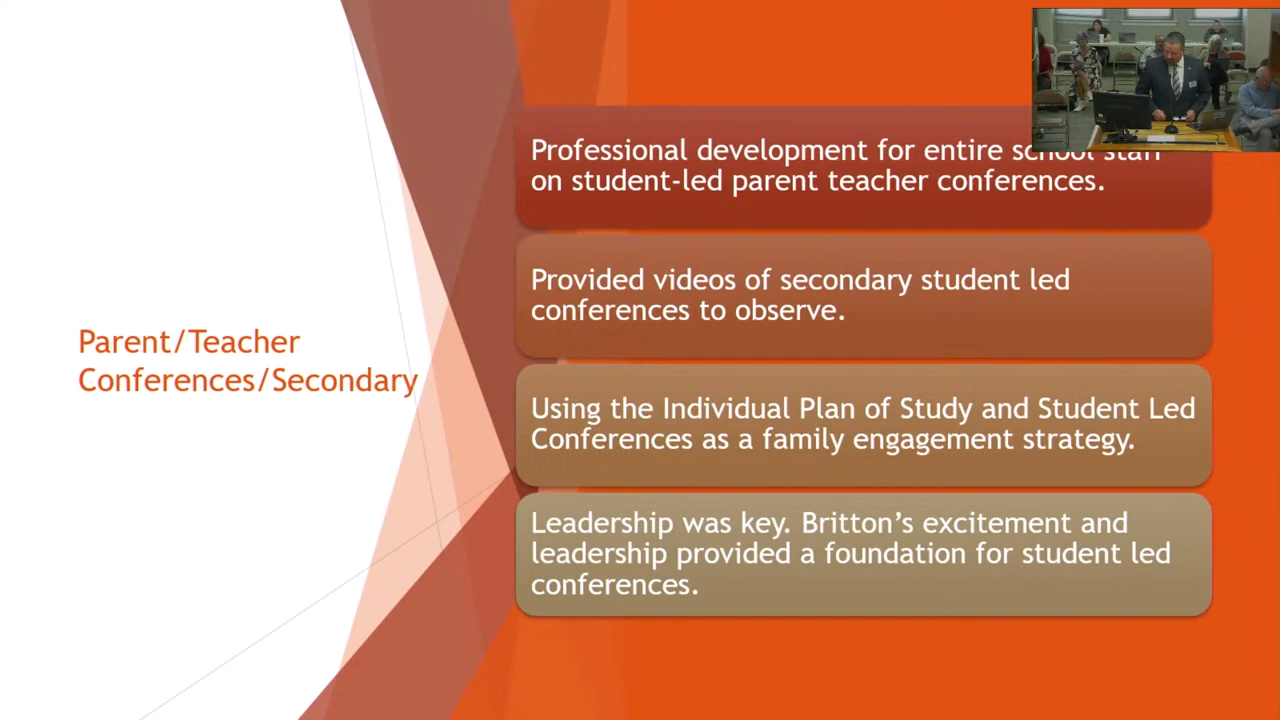 Parent/Teacher
Conferences/Secondary
Professional development for entire school staff
on student-led parent teacher conferences.
Provided videos of secondary student led
conferences to observe.
Using the Individual Plan of Study and Student Led
Conferences as a family engagement strategy.
Leadership was key. Britton’s excitement and
leadership provided a foundation for student led
conferences.